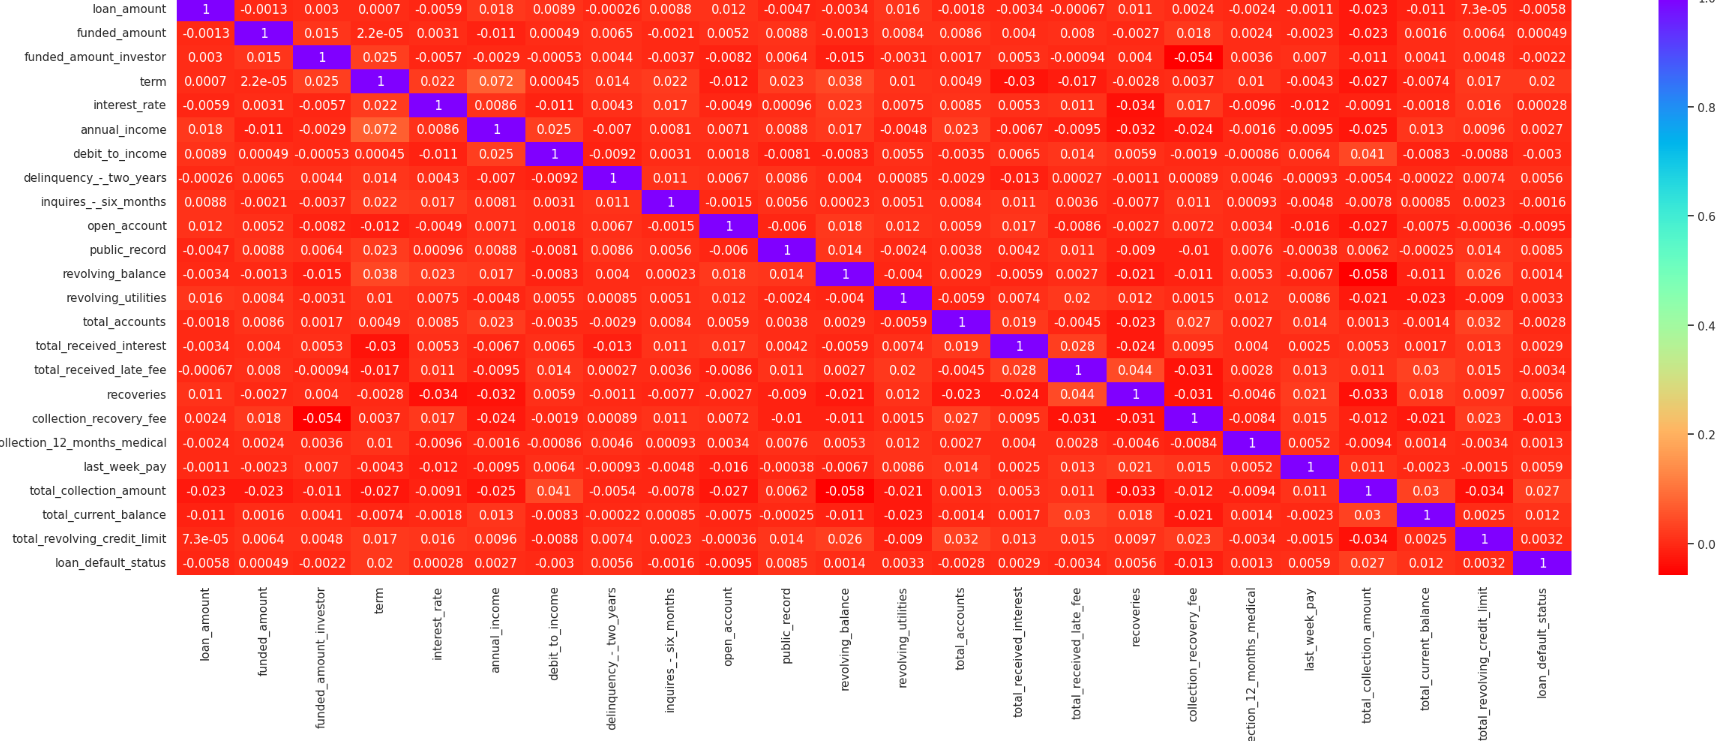 loan_amount 1 -0.0013 0.003 0.0007 -0.0059 0.018 0.0089 -0.00026 0.0088 0.012 -0.0047 -0.0034 0.016 -0.0018 -0.0034 -0.00067 0.011 0.0024 -0.0024 -0.0011 -0.023 -0.011 7.3e-05 -0.0058
funded_amount -0.0013 1 0.015 2.2e-05 0.0031 -0.011 0.00049 0.0065 -0.0021 0.0052 0.0088 -0.0013 0.0084 0.0086 0.004 0.008 -0.0027 0.018 0.0024 -0.0023 -0.023 0.0016 0.0064 0.00049
funded_amount_investor 0.003 0.015 1 0.025 -0.0057 -0.0029 -0.00053 0.0044 -0.0037 -0.0082 0.0064 -0.015 -0.0031 0.0017 0.0053 -0.00094 0.004 -0.054 0.0036 0.007 -0.011 0.0041 0.0048 -0.0022
term 0.0007 2.2e-05 0.025 1 0.022 0.072 0.00045 0.014 0.022 -0.012 0.023 0.038 0.01 0.0049 -0.03 -0.017 -0.0028 0.0037 0.01 -0.0043 -0.027 -0.0074 0.017 0.02
0.8
interest_rate -0.0059 0.0031 -0.0057 0.022 1 0.0086 -0.011 0.0043 0.017 -0.0049 0.00096 0.023 0.0075 0.0085 0.0053 0.011 -0.034 0.017 -0.0096 -0.012 -0.0091 -0.0018 0.016 0.00028
annual_income 0.018 -0.011 -0.0029 0.072 0.0086 1 0.025 -0.007 0.0081 0.0071 0.0088 0.017 -0.0048 0.023 -0.0067 -0.0095 -0.032 -0.024 -0.0016 -0.0095 -0.025 0.013 0.0096 0.0027
debit_to_income 0.0089 0.00049 -0.00053 0.00045 -0.011 0.025 1 -0.0092 0.0031 0.0018 -0.0081 -0.0083 0.0055 -0.0035 0.0065 0.014 0.0059 -0.0019 -0.00086 0.0064 0.041 -0.0083 -0.0088 -0.003
delinquency_-_two_years -0.00026 0.0065 0.0044 0.014 0.0043 -0.007 -0.0092 1 0.011 0.0067 0.0086 0.004 0.00085 -0.0029 -0.013 0.00027 -0.0011 0.00089 0.0046 -0.00093 -0.0054 -0.00022 0.0074 0.0056
inquires_-_six_months 0.0088 -0.0021 -0.0037 0.022 0.017 0.0081 0.0031 0.011 1 -0.0015 0.0056 0.00023 0.0051 0.0084 0.011 0.0036 -0.0077 0.011 0.00093 -0.0048 -0.0078 0.00085 0.0023 -0.0016
0.6
open_account 0.012 0.0052 -0.0082 -0.012 -0.0049 0.0071 0.0018 0.0067 -0.0015 1 -0.006 0.018 0.012 0.0059 0.017 -0.0086 -0.0027 0.0072 0.0034 -0.016 -0.027 -0.0075 -0.00036 -0.0095
public_record -0.0047 0.0088 0.0064 0.023 0.00096 0.0088 -0.0081 0.0086 0.0056 -0.006 1 0.014 -0.0024 0.0038 0.0042 0.011 -0.009 -0.01 0.0076 -0.00038 0.0062 -0.00025 0.014 0.0085
revolving_balance -0.0034 -0.0013 -0.015 0.038 0.023 0.017 -0.0083 0.004 0.00023 0.018 0.014 1 -0.004 0.0029 -0.0059 0.0027 -0.021 -0.011 0.0053 -0.0067 -0.058 -0.011 0.026 0.0014
revolving_utilities 0.016 0.0084 -0.0031 0.01 0.0075 -0.0048 0.0055 0.00085 0.0051 0.012 -0.0024 -0.004 1 -0.0059 0.0074 0.02 0.012 0.0015 0.012 0.0086 -0.021 -0.023 -0.009 0.0033
total_accounts -0.0018 0.0086 0.0017 0.0049 0.0085 0.023 -0.0035 -0.0029 0.0084 0.0059 0.0038 0.0029 -0.0059 1 0.019 -0.0045 -0.023 0.027 0.0027 0.014 0.0013 -0.0014 0.032 -0.0028
0.4
total_received_interest -0.0034 0.004 0.0053 -0.03 0.0053 -0.0067 0.0065 -0.013 0.011 0.017 0.0042 -0.0059 0.0074 0.019 1 0.028 -0.024 0.0095 0.004 0.0025 0.0053 0.0017 0.013 0.0029
total_received_late_fee -0.00067 0.008 -0.00094 -0.017 0.011 -0.0095 0.014 0.00027 0.0036 -0.0086 0.011 0.0027 0.02 -0.0045 0.028 1 0.044 -0.031 0.0028 0.013 0.011 0.03 0.015 -0.0034
recoveries 0.011 -0.0027 0.004 -0.0028 -0.034 -0.032 0.0059 -0.0011 -0.0077 -0.0027 -0.009 -0.021 0.012 -0.023 -0.024 0.044 1 -0.031 -0.0046 0.021 -0.033 0.018 0.0097 0.0056
collection_recovery_fee 0.0024 0.018 -0.054 0.0037 0.017 -0.024 -0.0019 0.00089 0.011 0.0072 -0.01 -0.011 0.0015 0.027 0.0095 -0.031 -0.031 1 -0.0084 0.015 -0.012 -0.021 0.023 -0.013
0.2
ollection_12_months_medical -0.0024 0.0024 0.0036 0.01 -0.0096 -0.0016 -0.00086 0.0046 0.00093 0.0034 0.0076 0.0053 0.012 0.0027 0.004 0.0028 -0.0046 -0.0084 1 0.0052 -0.0094 0.0014 -0.0034 0.0013
last_week_pay -0.0011 -0.0023 0.007 -0.0043 -0.012 -0.0095 0.0064 -0.00093 -0.0048 -0.016 -0.00038 -0.0067 0.0086 0.014 0.0025 0.013 0.021 0.015 0.0052 1 0.011 -0.0023 -0.0015 0.0059
total_collection_amount -0.023 -0.023 -0.011 -0.027 -0.0091 -0.025 0.041 -0.0054 -0.0078 -0.027 0.0062 -0.058 -0.021 0.0013 0.0053 0.011 -0.033 -0.012 -0.0094 0.011 1 0.03 -0.034 0.027
total_current_balance -0.011 0.0016 0.0041 -0.0074 -0.0018 0.013 -0.0083 -0.00022 0.00085 -0.0075 -0.00025 -0.011 -0.023 -0.0014 0.0017 0.03 0.018 -0.021 0.0014 -0.0023 0.03 1 0.0025 0.012
total_revolving_credit_limit 7.3e-05 0.0064 0.0048 0.017 0.016 0.0096 -0.0088 0.0074 0.0023 -0.00036 0.014 0.026 -0.009 0.032 0.013 0.015 0.0097 0.023 -0.0034 -0.0015 -0.034 0.0025 1 0.0032
0.0
loan_default_status -0.0058 0.00049 -0.0022 0.02 0.00028 0.0027 -0.003 0.0056 -0.0016 -0.0095 0.0085 0.0014 0.0033 -0.0028 0.0029 -0.0034 0.0056 -0.013 0.0013 0.0059 0.027 0.012 0.0032 1
loan_amount
funded_amount
funded_amount_investor
term
interest_rate
annual_income
debit_to_income
delinquency_-_two_years
inquires_-_six_months
open_account
public_record
revolving_balance
revolving_utilities
total_accounts
total_received_interest
total_received_late_fee
recoveries
collection_recovery_fee
ection_12_months_medical
last_week_pay
total_collection_amount
total_current_balance
total_revolving_credit_limit
loan_default_status